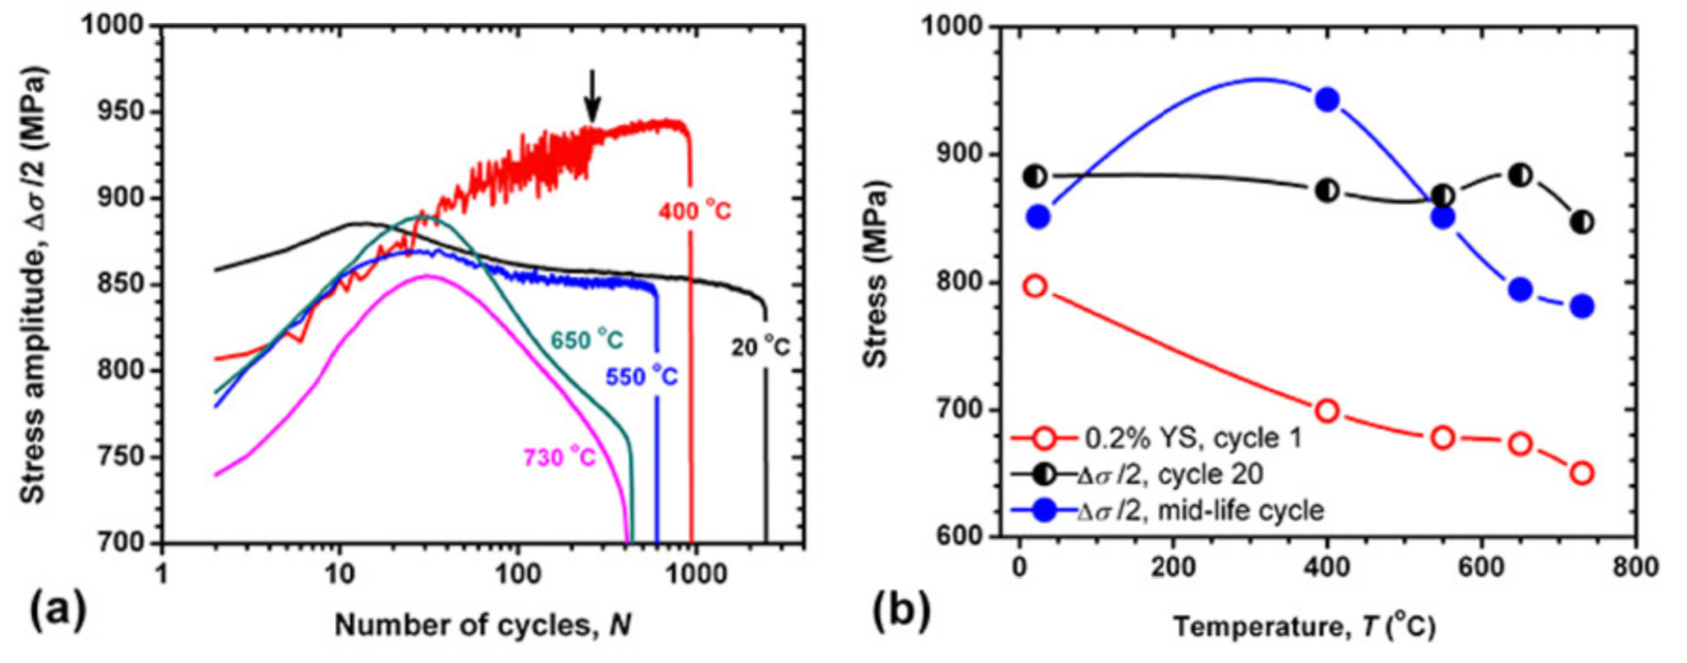 1000
950
900
850
800
750
700
1 10 100 1000
Stress amplitude, Δσ/2 (MPa)
Number of cycles, N
400 °C
650 °C
550 °C
20 °C
730 °C
(a)
1000
900
800
700
600
0 200 400 600 800
Stress (MPa)
Temperature, T (°C)
0.2% YS, cycle 1
Δσ/2, cycle 20
Δσ/2, mid-life cycle
(b)